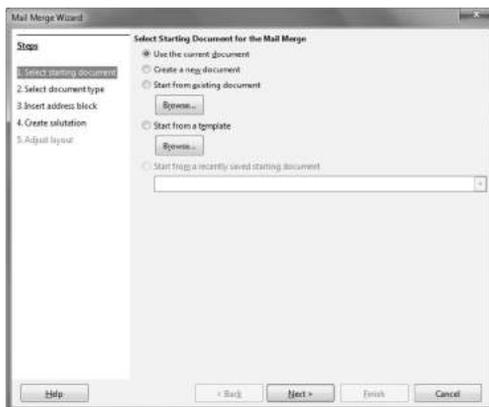 Mail Merge Wizard
Steps
1. Select starting document
2. Select document type
3. Insert address block
4. Create salutation
5. Adjust layout
Select Starting Document for the Mail Merge
Use the current document
Create a new document
Start from existing document
Browse...
Start from a template
Browse...
Start from a recently saved starting document
Help
< Back
Next >
Finish
Cancel